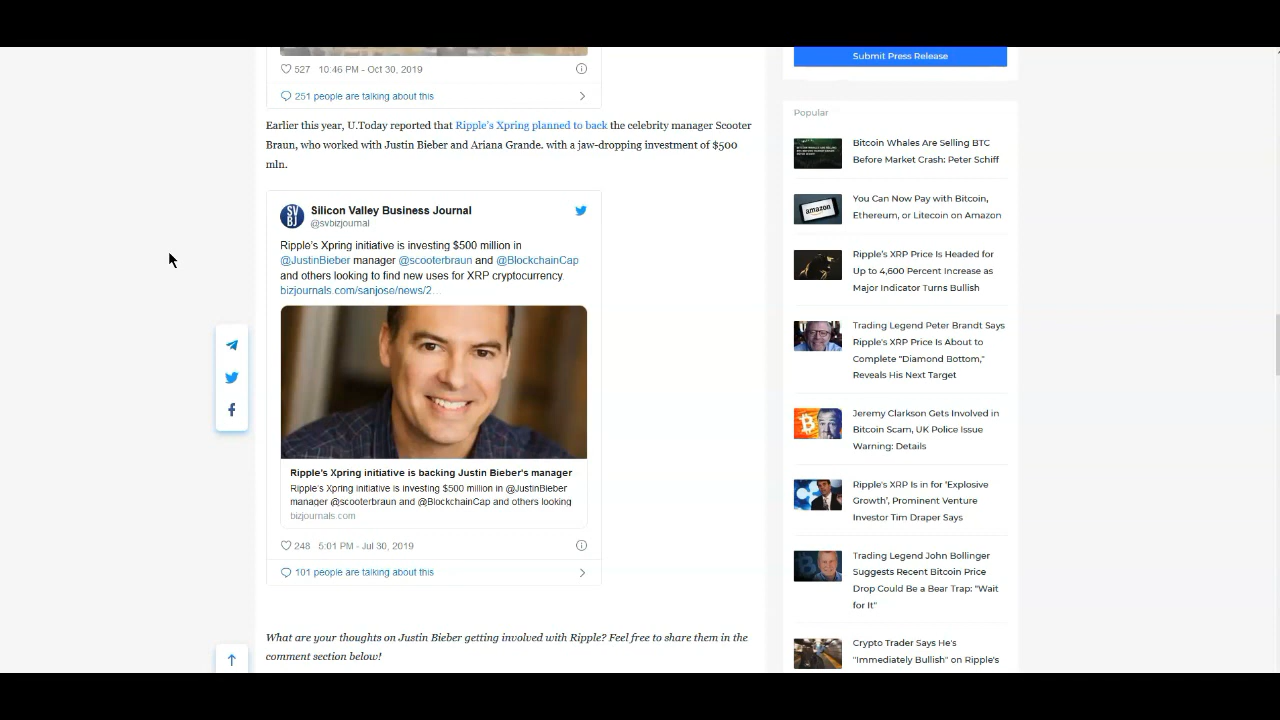 527 10:46 PM - Oct 30, 2019
251 people are talking about this
Earlier this year, U.Today reported that Ripple's Xpring planned to back the celebrity manager Scooter
Braun, who worked with Justin Bieber and Ariana Grande. with a jaw-dropping investment of $500
mln.
Silicon Valley Business Journal
@svbizjournal
Ripple's Xpring initiative is investing $500 million in
@JustinBieber manager @scooterbraun and @BlockchainCap
and others looking to find new uses for XRP cryptocurrency.
bizjournals.com/sanjose/news/2...
Ripple's Xpring initiative is backing Justin Bieber's manager
Ripple's Xpring initiative is investing $500 million in @JustinBieber
manager @scooterbraun and @BlockchainCap and others looking
bizjournals.com
248 5:01 PM - Jul 30, 2019
101 people are talking about this
What are your thoughts on Justin Bieber getting involved with Ripple? Feel free to share them in the
comment section below!
Submit Press Release
Popular
Bitcoin Whales Are Selling BTC
Before Market Crash: Peter Schiff
You Can Now Pay with Bitcoin,
Ethereum, or Litecoin on Amazon
amazon
Ripple's XRP Price Is Headed for
Up to 4,600 Percent Increase as
Major Indicator Turns Bullish
Trading Legend Peter Brandt Says
Ripple's XRP Price Is About to
Complete "Diamond Bottom,"
Reveals His Next Target
Jeremy Clarkson Gets Involved in
Bitcoin Scam, UK Police Issue
Warning: Details
Ripple's XRP Is in for 'Explosive
Growth', Prominent Venture
Investor Tim Draper Says
Trading Legend John Bollinger
Suggests Recent Bitcoin Price
Drop Could Be a Bear Trap: "Wait
for It"
Crypto Trader Says He's
"Immediately Bullish" on Ripple's